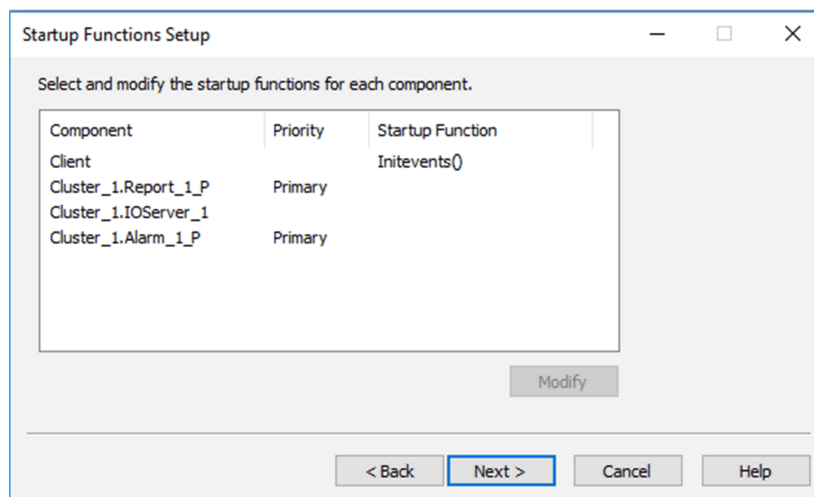 Startup Functions Setup
Select and modify the startup functions for each component.
Component Priority Startup Function
Client Initevents()
Cluster_1.Report_1_P Primary
Cluster_1.IOServer_1
Cluster_1.Alarm_1_P Primary
Modify
< Back Next > Cancel Help